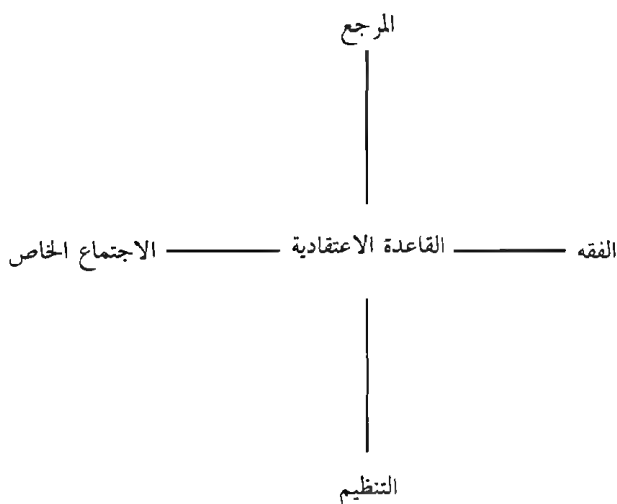 المرجع
الفقه
القاعدة الاعتقادية
الاجتماع الخاص
التنظيم